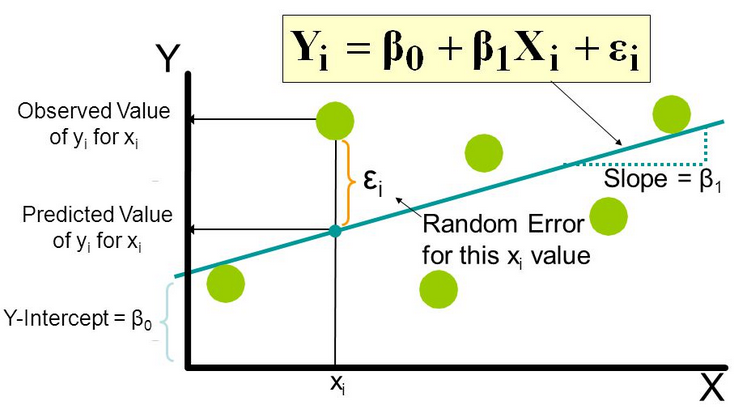 Yi = β0 + β1Xi + εi
Y
Observed Value
of yi for xi
εi
Slope = β1
Predicted Value
of yi for xi
Random Error
for this xi value
Y-Intercept = β0
xi
X